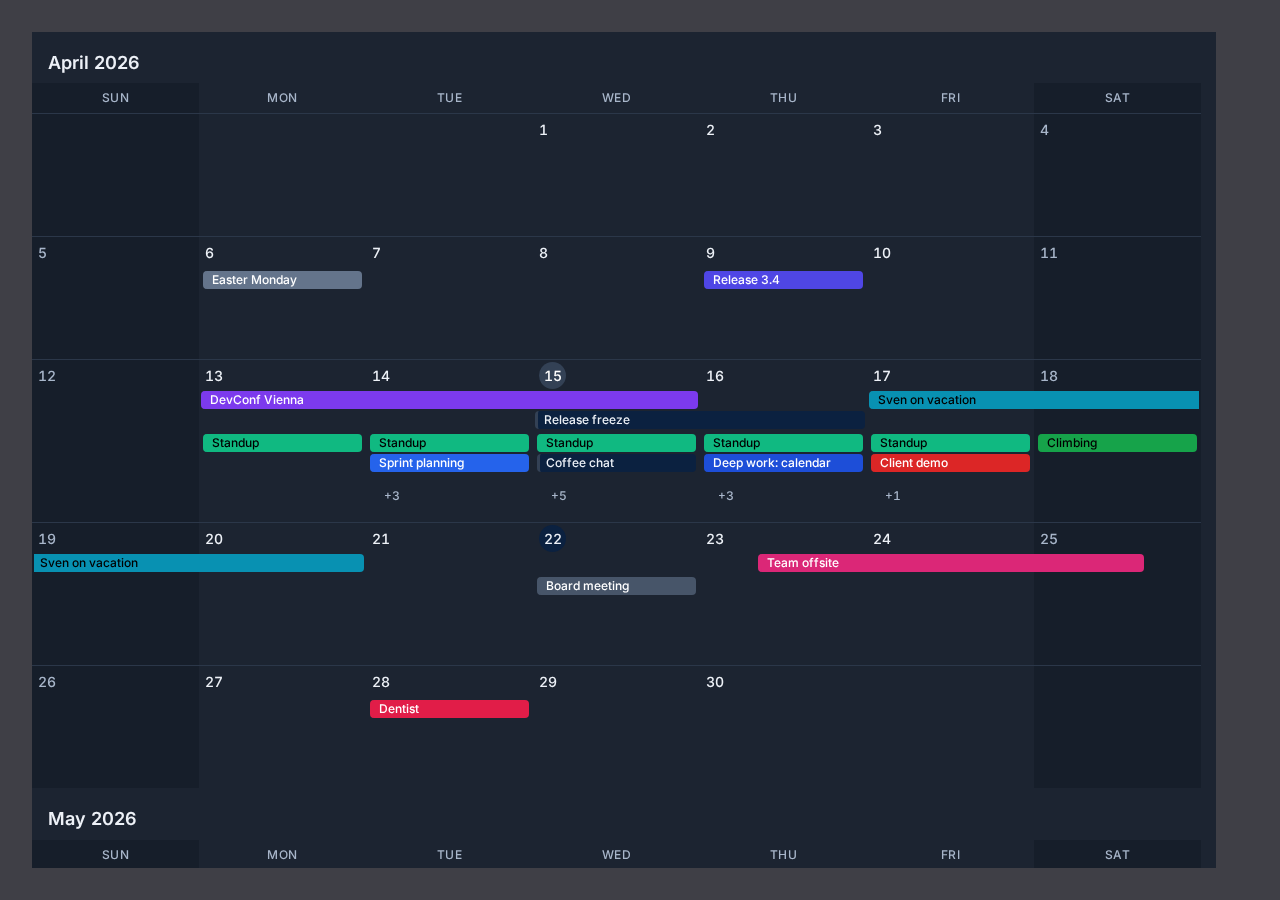 April 2026
SUN MON TUE WED THU FRI SAT
1 2 3 4
5 6 7 8 9 10 11
Easter Monday Release 3.4
12 13 14 15 16 17 18
DevConf Vienna Sven on vacation
Release freeze
Standup Standup Standup Standup Standup Climbing
Sprint planning Coffee chat Deep work: calendar Client demo
+3 +5 +3 +1
19 20 21 22 23 24 25
Sven on vacation Team offsite
Board meeting
26 27 28 29 30
Dentist
May 2026
SUN MON TUE WED THU FRI SAT